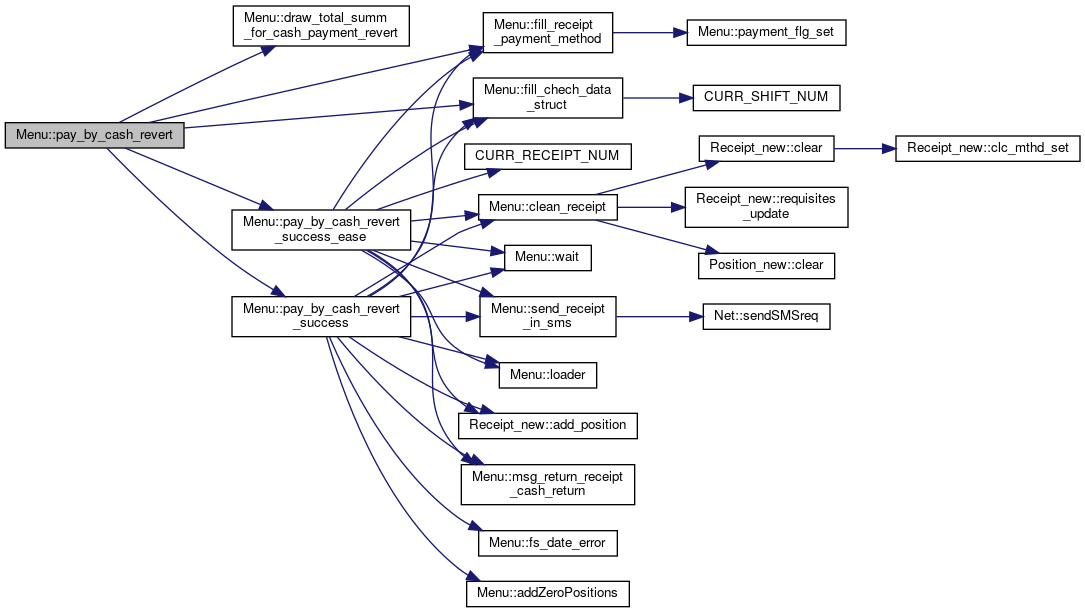 Menu::pay_by_cash_revert
Menu::draw_total_summ
_for_cash_payment_revert
Menu::pay_by_cash_revert
_success_ease
Menu::pay_by_cash_revert
_success
Menu::fill_receipt
_payment_method
Menu::fill_chech_data
_struct
CURR_RECEIPT_NUM
Menu::clean_receipt
Menu::wait
Menu::send_receipt
_in_sms
Menu::loader
Receipt_new::add_position
Menu::msg_return_receipt
_cash_return
Menu::fs_date_error
Menu::addZeroPositions
Menu::payment_flg_set
CURR_SHIFT_NUM
Receipt_new::clear
Receipt_new::requisites
_update
Position_new::clear
Net::sendSMSreq
Receipt_new::clc_mthd_set